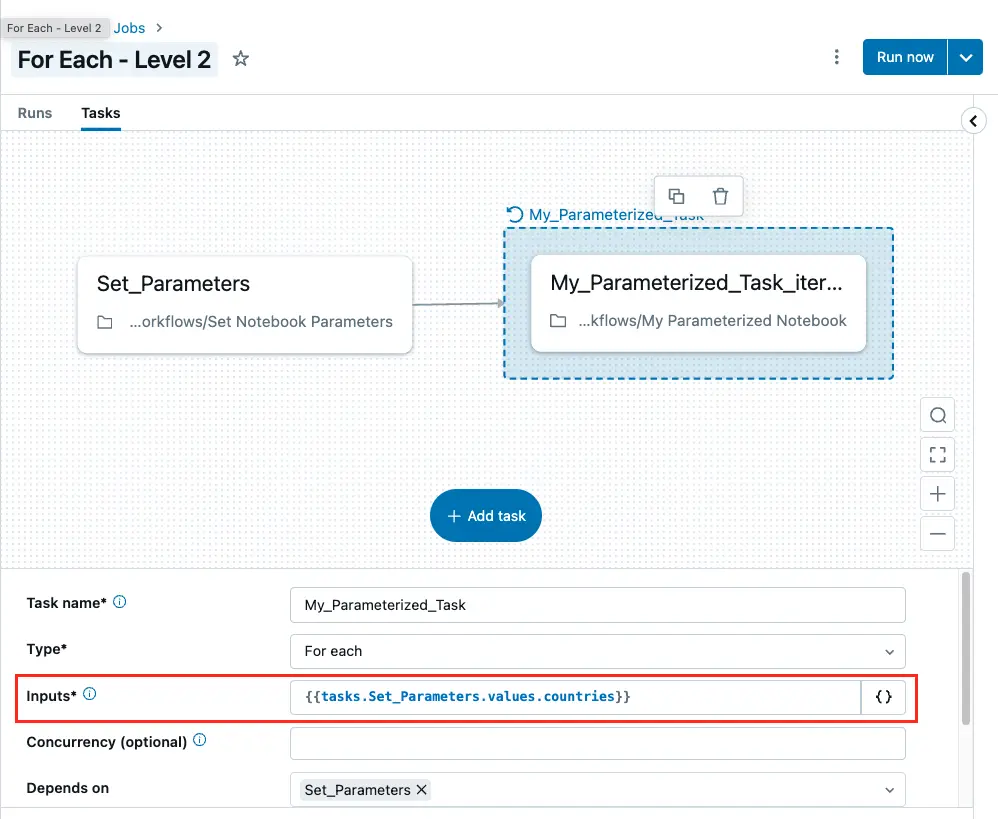 For Each - Level 2 Jobs
For Each - Level 2
Run now
Runs Tasks
My_Parameterized_Task
Set_Parameters
...orkflows/Set Notebook Parameters
My_Parameterized_Task_iter...
...kflows/My Parameterized Notebook
+ Add task
Task name* My_Parameterized_Task
Type* For each
Inputs* {{tasks.Set_Parameters.values.countries}} {}
Concurrency (optional)
Depends on Set_Parameters